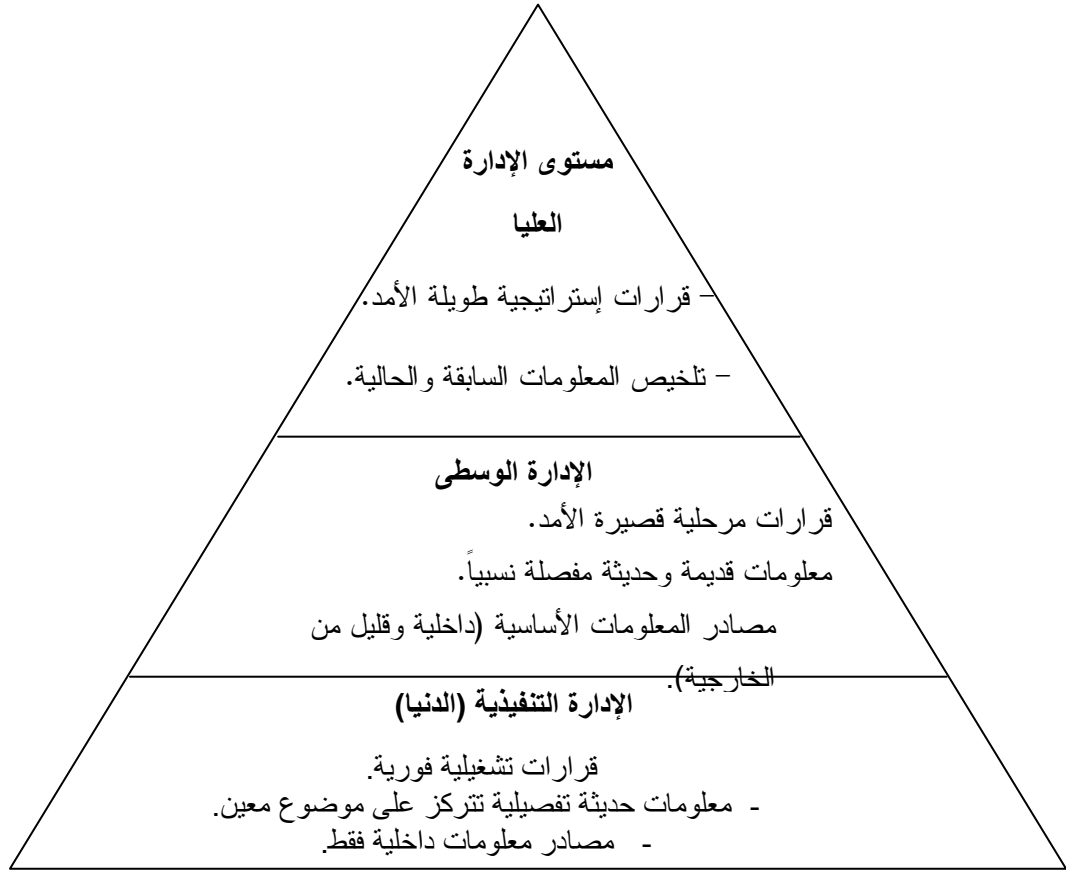 مستوى الإدارة
العليا
- قرارات إستراتيجية طويلة الأمد.
- تلخيص المعلومات السابقة والحالية.
الإدارة الوسطى
قرارات مرحلية قصيرة الأمد.
معلومات قديمة وحديثة مفصلة نسبياً.
مصادر المعلومات الأساسية (داخلية وقليل من
الخارجية).
الإدارة التنفيذية (الدنيا)
قرارات تشغيلية فورية.
- معلومات حديثة تفصيلية تتركز على موضوع معين.
- مصادر معلومات داخلية فقط.